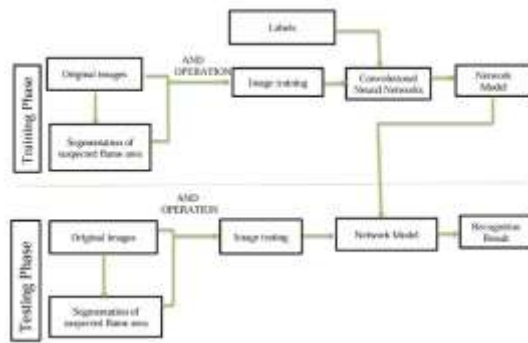 Labels
AND
OPERATION
Training Phase
Original images
Image training
Convolutional
Neural Networks
Network
Model
Segmentation of
suspected flame area
AND
OPERATION
Testing Phase
Original images
Image testing
Network Model
Recognition
Result
Segmentation of
suspected flame area